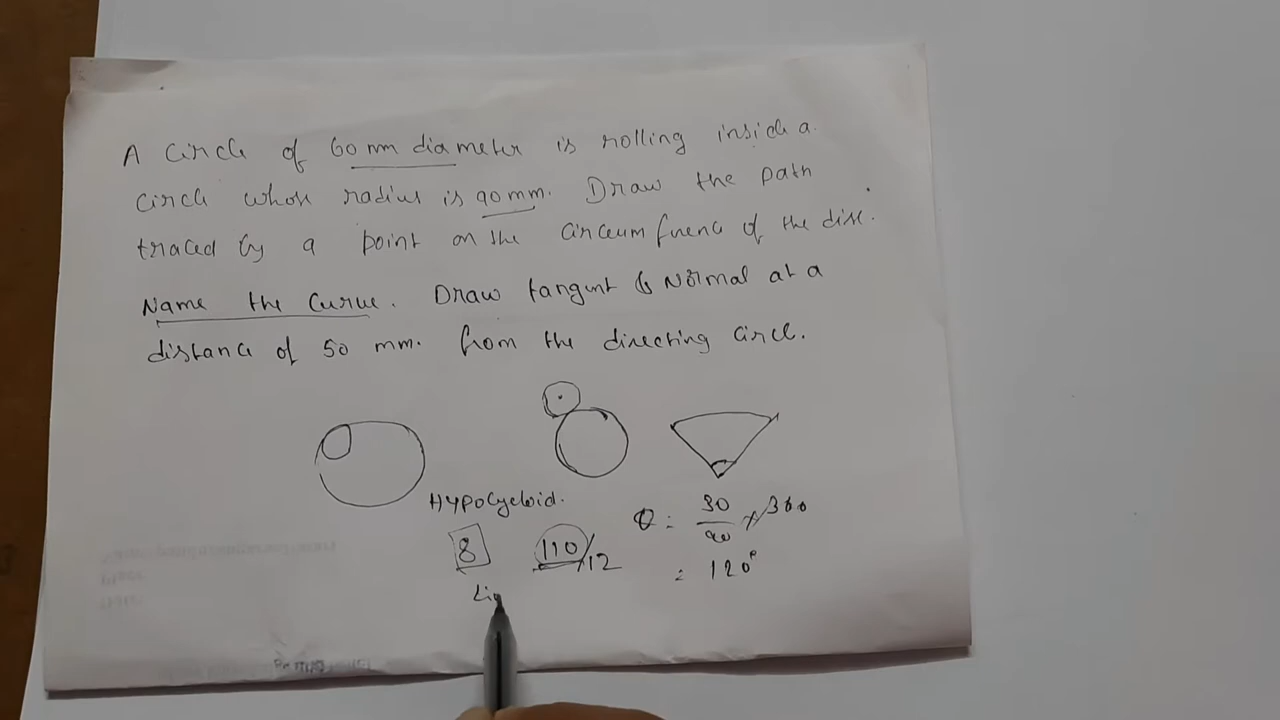 A Circle of 60 mm diameter is rolling inside a
circle whose radius is 90 mm. Draw the path
traced by a point on the circumference of the disc.
Name the curve. Draw tangent & Normal at a
distance of 50 mm. from the directing circle.
HYPOCYCLOID.
θ = 30/90 × 360
8 110/12
= 120°